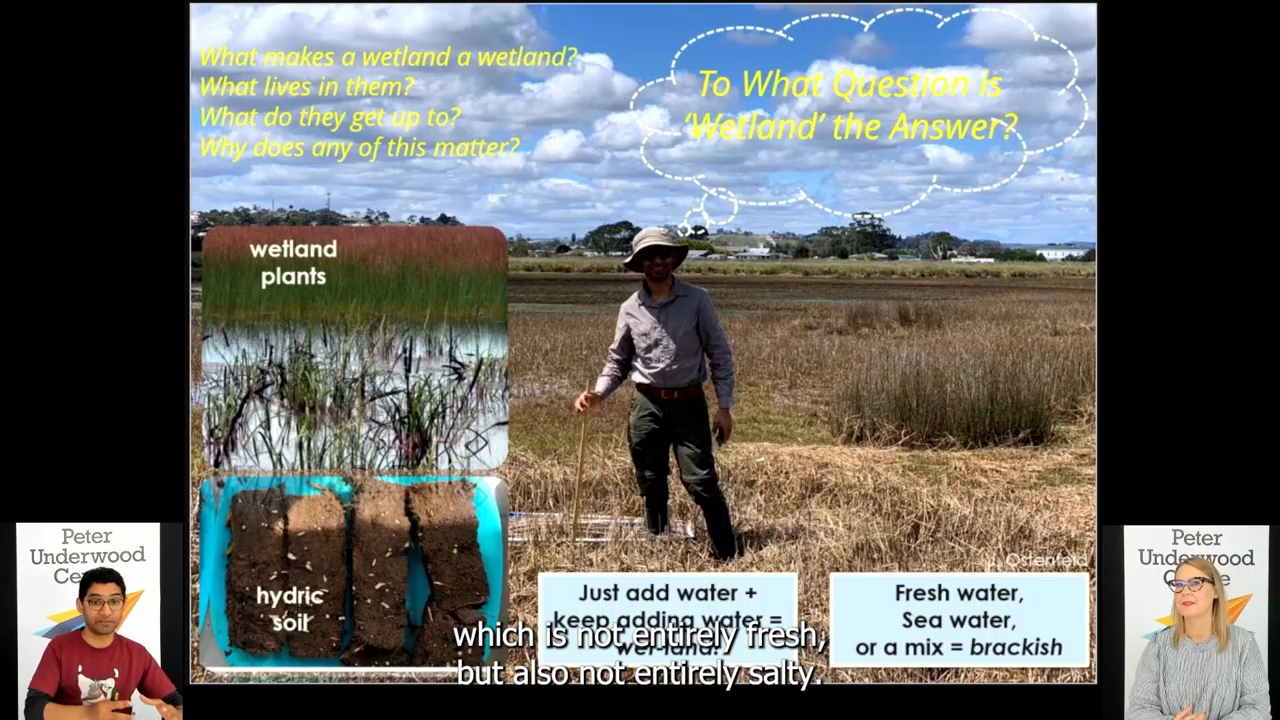 What makes a wetland a wetland?
What lives in them?
What do they get up to?
Why does any of this matter?
To What Question is
'Wetland' the Answer?
wetland
plants
hydric
soil
J. Ostenfeld
Just add water +
keep adding water =
wet land!
Fresh water,
Sea water,
or a mix = brackish
which is not entirely fresh,
but also not entirely salty.
Peter
Underwood
Peter
Underwood